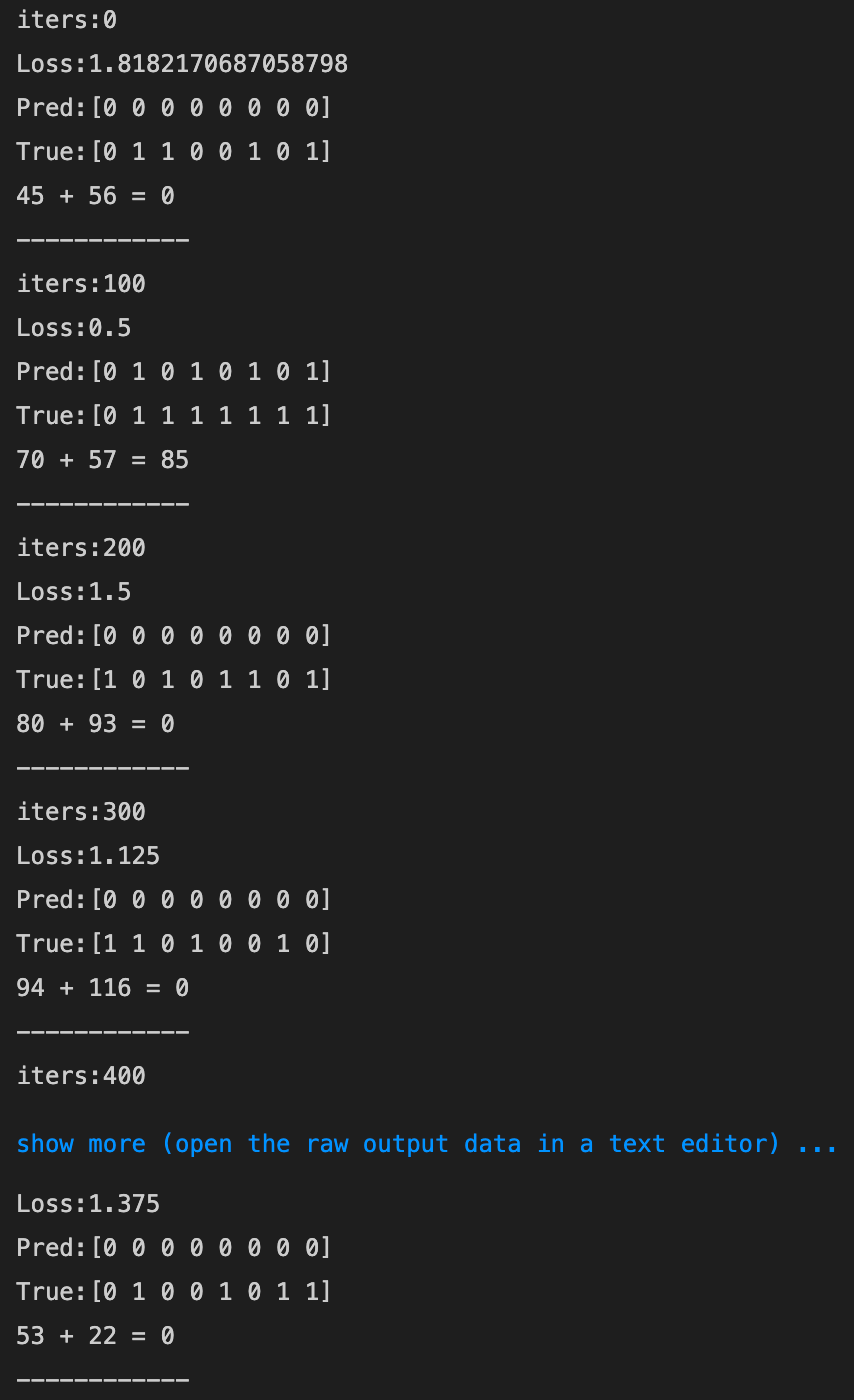 iters:0
Loss:1.8182170687058798
Pred:[0 0 0 0 0 0 0 0]
True:[0 1 1 0 0 1 0 1]
45 + 56 = 0
------------
iters:100
Loss:0.5
Pred:[0 1 0 1 0 1 0 1]
True:[0 1 1 1 1 1 1 1]
70 + 57 = 85
------------
iters:200
Loss:1.5
Pred:[0 0 0 0 0 0 0 0]
True:[1 0 1 0 1 1 0 1]
80 + 93 = 0
------------
iters:300
Loss:1.125
Pred:[0 0 0 0 0 0 0 0]
True:[1 1 0 1 0 0 1 0]
94 + 116 = 0
------------
iters:400
show more (open the raw output data in a text editor) ...
Loss:1.375
Pred:[0 0 0 0 0 0 0 0]
True:[0 1 0 0 1 0 1 1]
53 + 22 = 0
------------